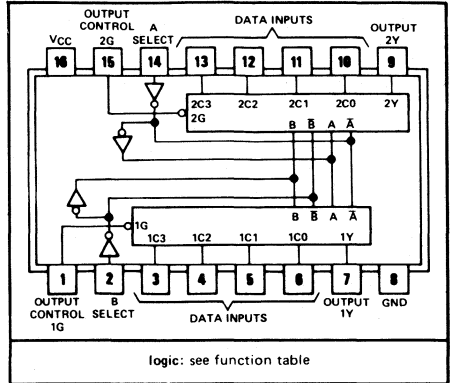 OUTPUT CONTROL 2G
A SELECT
DATA INPUTS
OUTPUT 2Y
VCC
16 15 14 13 12 11 10 9
2C3 2C2 2C1 2C0 2Y
2G
B B̅ A A̅
B B̅ A A̅
1G
1C3 1C2 1C1 1C0 1Y
1 2 3 4 5 6 7 8
OUTPUT CONTROL 1G
B SELECT
DATA INPUTS
OUTPUT 1Y
GND
logic: see function table